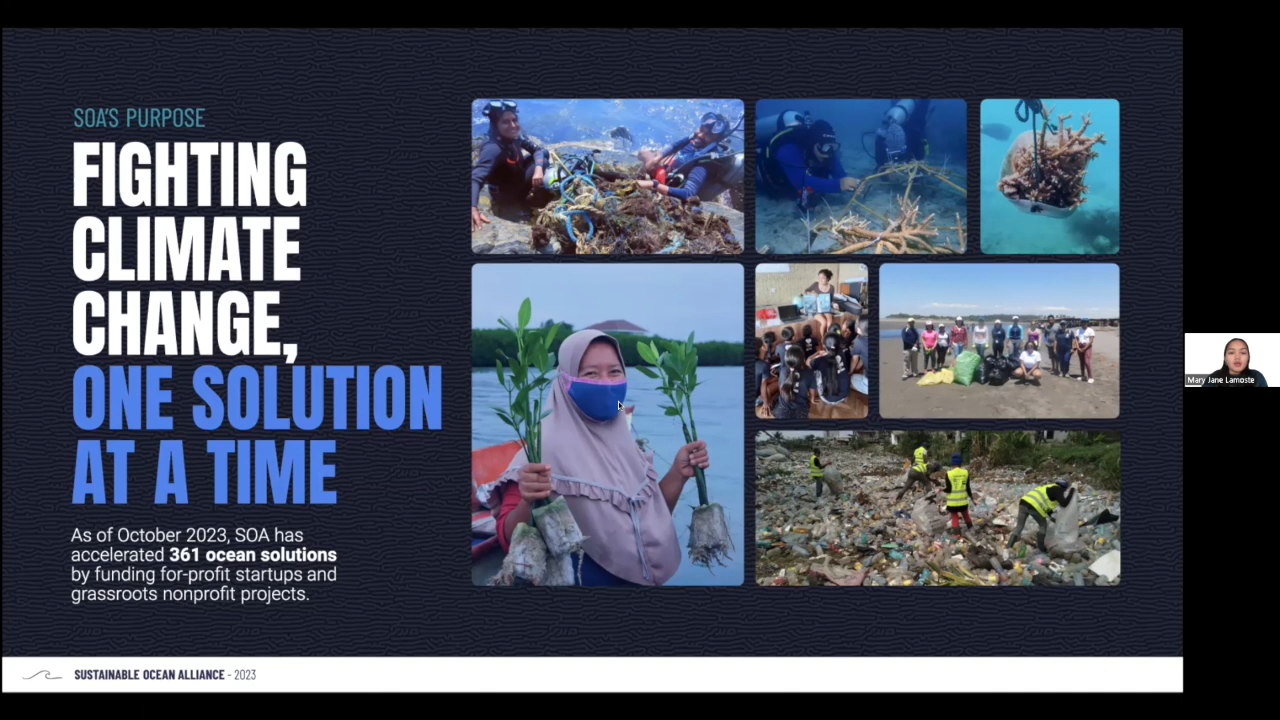 SOA'S PURPOSE
FIGHTING
CLIMATE
CHANGE,
ONE SOLUTION
AT A TIME
As of October 2023, SOA has
accelerated 361 ocean solutions
by funding for-profit startups and
grassroots nonprofit projects.
SUSTAINABLE OCEAN ALLIANCE - 2023
Mary Jane Lamoste